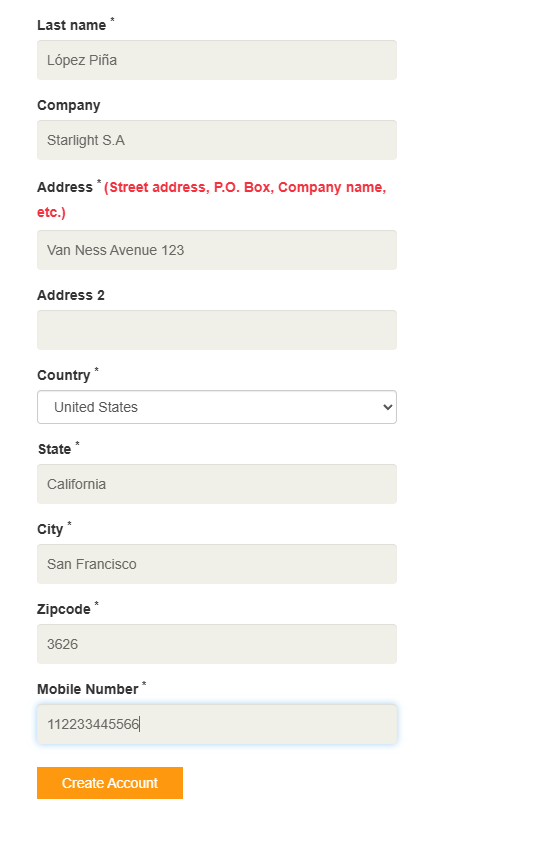 Last name *
López Piña
Company
Starlight S.A
Address * (Street address, P.O. Box, Company name,
etc.)
Van Ness Avenue 123
Address 2
Country *
United States
State *
California
City *
San Francisco
Zipcode *
3626
Mobile Number *
112233445566
Create Account